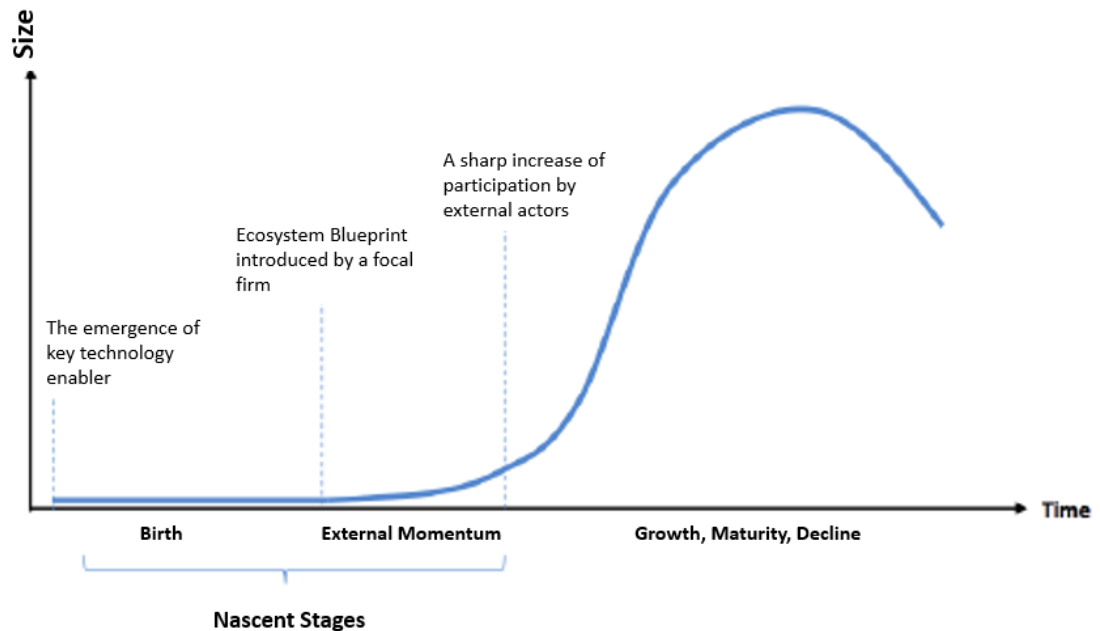 Size
A sharp increase of
participation by
external actors
Ecosystem Blueprint
introduced by a focal
firm
The emergence of
key technology
enabler
Time
Birth
External Momentum
Growth, Maturity, Decline
Nascent Stages